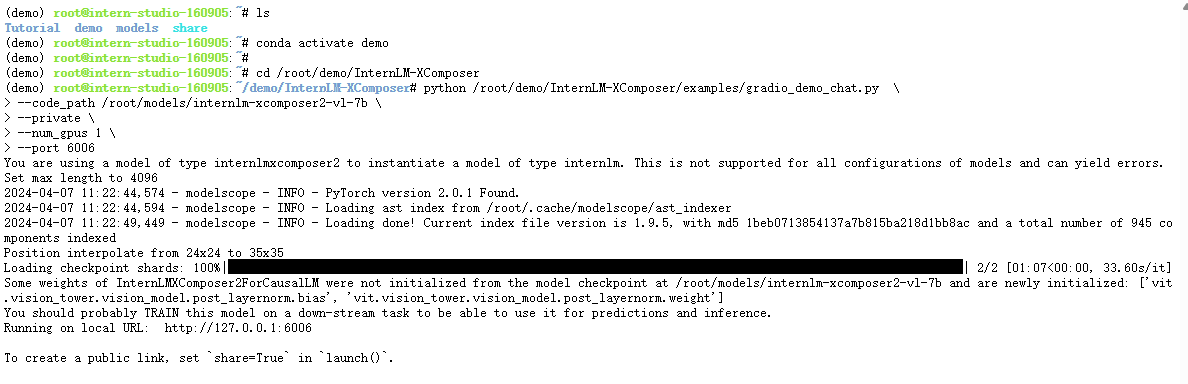 (demo) root@intern-studio-160905:~# ls
Tutorial  demo  models  share
(demo) root@intern-studio-160905:~# conda activate demo
(demo) root@intern-studio-160905:~#
(demo) root@intern-studio-160905:~# cd /root/demo/InternLM-XComposer
(demo) root@intern-studio-160905:~/demo/InternLM-XComposer# python /root/demo/InternLM-XComposer/examples/gradio_demo_chat.py  \
> --code_path /root/models/internlm-xcomposer2-vl-7b \
> --private \
> --num_gpus 1 \
> --port 6006
You are using a model of type internlmxcomposer2 to instantiate a model of type internlm. This is not supported for all configurations of models and can yield errors.
Set max length to 4096
2024-04-07 11:22:44,574 - modelscope - INFO - PyTorch version 2.0.1 Found.
2024-04-07 11:22:44,594 - modelscope - INFO - Loading ast index from /root/.cache/modelscope/ast_indexer
2024-04-07 11:22:49,449 - modelscope - INFO - Loading done! Current index file version is 1.9.5, with md5 1beb0713854137a7b815ba218d1bb8ac and a total number of 945 co
mponents indexed
Position interpolate from 24x24 to 35x35
Loading checkpoint shards: 100%| | 2/2 [01:07<00:00, 33.60s/it]
Some weights of InternLMXComposer2ForCausalLM were not initialized from the model checkpoint at /root/models/internlm-xcomposer2-vl-7b and are newly initialized: ['vit
.vision_tower.vision_model.post_layernorm.bias', 'vit.vision_tower.vision_model.post_layernorm.weight']
You should probably TRAIN this model on a down-stream task to be able to use it for predictions and inference.
Running on local URL:  http://127.0.0.1:6006
To create a public link, set `share=True` in `launch()`.